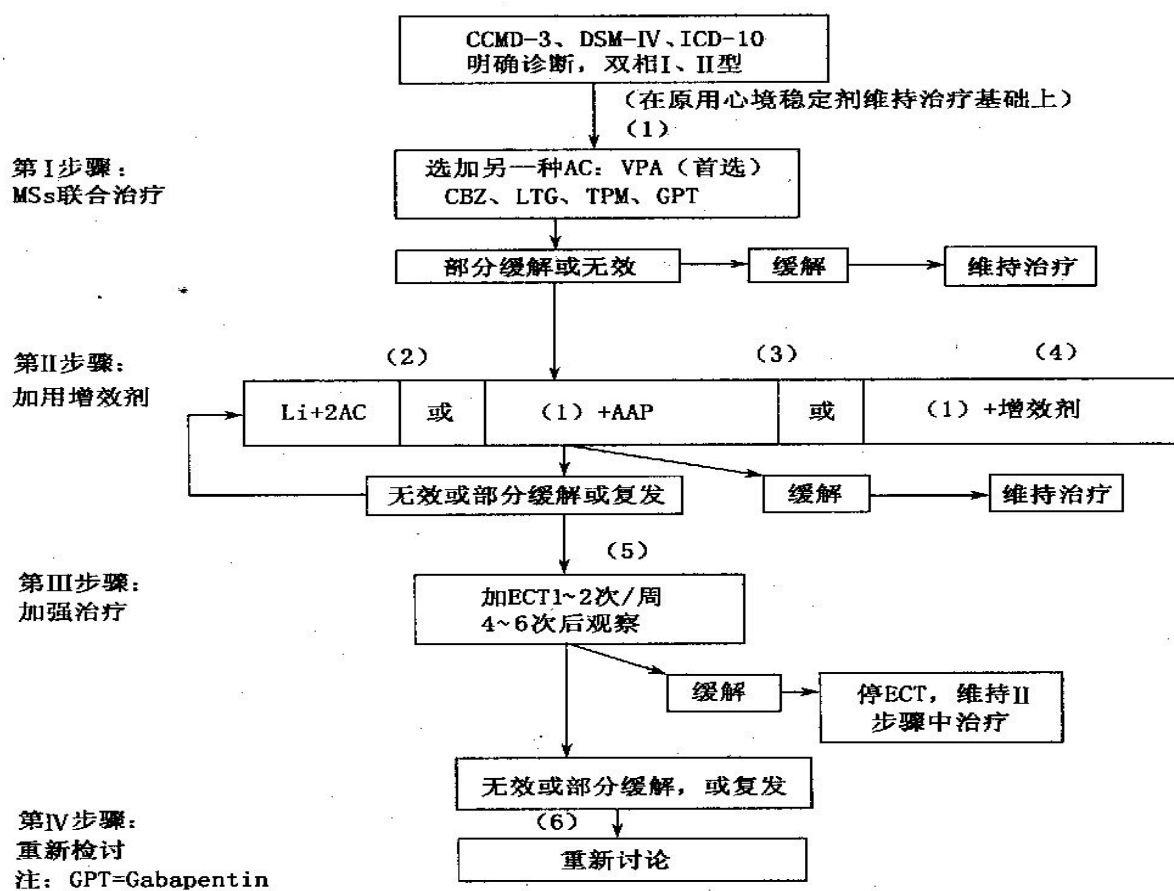 CCMD-3、DSM-Ⅳ、ICD-10
明确诊断，双相Ⅰ、Ⅱ型
（在原用心境稳定剂维持治疗基础上）
（1）
第Ⅰ步骤：
MSs联合治疗
选加另一种AC：VPA（首选）
CBZ、LTG、TPM、GPT
部分缓解或无效
缓解
维持治疗
第Ⅱ步骤：
加用增效剂
（2）
（3）
（4）
Li+2AC
或
（1）+AAP
或
（1）+增效剂
无效或部分缓解或复发
缓解
维持治疗
（5）
第Ⅲ步骤：
加强治疗
加ECT1~2次/周
4~6次后观察
缓解
停ECT，维持Ⅱ
步骤中治疗
无效或部分缓解，或复发
（6）
第Ⅳ步骤：
重新检讨
重新讨论
注：GPT=Gabapentin